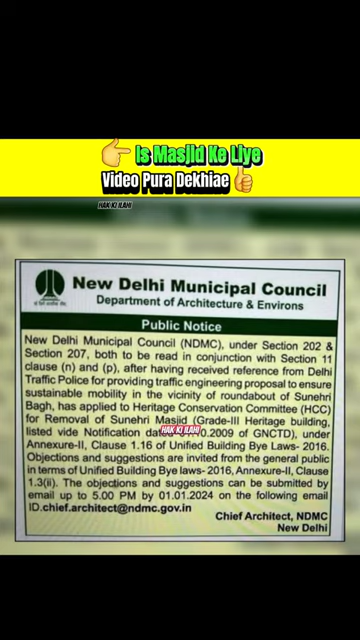 Is Masjid Ke Liye
Video Pura Dekhiae
HAK KI ILAHI
New Delhi Municipal Council
Department of Architecture & Environs
Public Notice
New Delhi Municipal Council (NDMC), under Section 202 &
Section 207, both to be read in conjunction with Section 11
clause (n) and (p), after having received reference from Delhi
Traffic Police for providing traffic engineering proposal to ensure
sustainable mobility in the vicinity of roundabout of Sunehri
Bagh, has applied to Heritage Conservation Committee (HCC)
for Removal of Sunehri Masjid (Grade-III Heritage building,
listed vide Notification dated HAK KI ILAHI .2009 of GNCTD), under
Annexure-II, Clause 1.16 of Unified Building Bye Laws- 2016.
Objections and suggestions are invited from the general public
in terms of Unified Building Bye laws- 2016, Annexure-II, Clause
1.3(ii). The objections and suggestions can be submitted by
email up to 5.00 PM by 01.01.2024 on the following email
ID.chief.architect@ndmc.gov.in
Chief Architect, NDMC
New Delhi